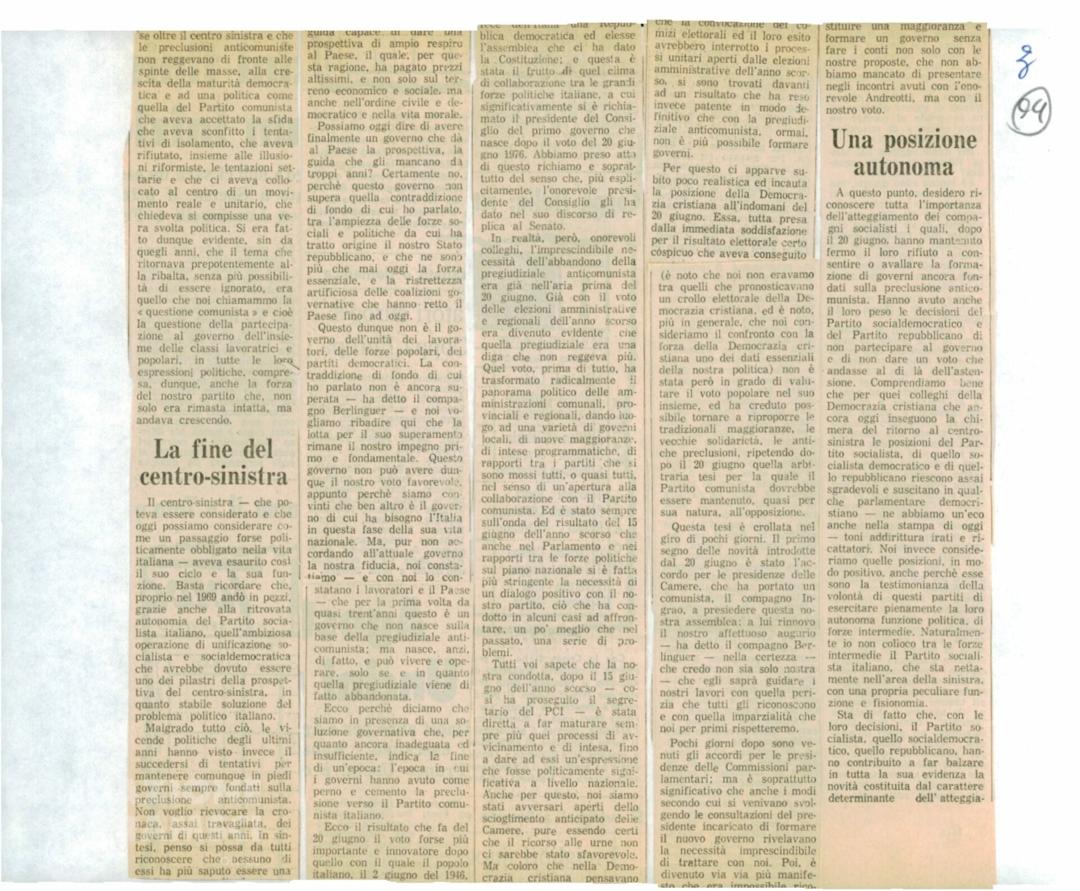 se oltre il centro sinistra e che
le preclusioni anticomuniste
non reggevano di fronte alle
spinte delle masse, alla cre-
scita della maturità democra-
tica e ad una politica come
quella del Partito comunista
che aveva accettato la sfida
che aveva sconfitto i tenta-
tivi di isolamento, che aveva
rifiutato, insieme alle illusio-
ni riformiste, le tentazioni set-
tarie e che ci aveva collo-
cato al centro di un movi-
mento reale e unitario, che
chiedeva si compisse una ve-
ra svolta politica. Si era fat-
to dunque evidente, sin da
quegli anni, che il tema che
ritornava prepotentemente al-
la ribalta, senza più possibili-
tà di essere ignorato, era
quello che noi chiamammo la
« questione comunista » e cioè
la questione della partecipa-
zione al governo dell'insie-
me delle classi lavoratrici e
popolari, in tutte le loro
espressioni politiche, compre-
sa, dunque, anche la forza
del nostro partito che, non
solo era rimasta intatta, ma
andava crescendo.
La fine del
centro-sinistra
Il centro-sinistra — che po-
teva essere considerato e che
oggi possiamo considerare co-
me un passaggio forse poli-
ticamente obbligato nella vita
italiana — aveva esaurito così
il suo ciclo e la sua fun-
zione. Basta ricordare che,
proprio nel 1969 andò in pezzi,
grazie anche alla ritrovata
autonomia del Partito socia-
lista italiano, quell'ambiziosa
operazione di unificazione so-
cialista e socialdemocratica
che avrebbe dovuto essere
uno dei pilastri della prospet-
tiva del centro-sinistra, in
quanto stabile soluzione del
problema politico italiano.
Malgrado tutto ciò, le vi-
cende politiche degli ultimi
anni hanno visto invece il
succedersi di tentativi per
mantenere comunque in piedi
governi sempre fondati sulla
preclusione anticomunista.
Non voglio rievocare la cro-
naca, assai travagliata, dei
governi di questi anni. In sin-
tesi, penso si possa da tutti
riconoscere che nessuno di
essi ha più saputo essere una
guida capace di dare una
prospettiva di ampio respiro
al Paese, il quale, per que-
sta ragione, ha pagato prezzi
altissimi, e non solo sul ter-
reno economico e sociale, ma
anche nell'ordine civile e de-
mocratico e nella vita morale.
Possiamo oggi dire di avere
finalmente un governo che dà
al Paese la prospettiva, la
guida che gli mancano da
troppi anni? Certamente no,
perchè questo governo non
supera quella contraddizione
di fondo di cui ho parlato,
tra l'ampiezza delle forze so-
ciali e politiche da cui ha
tratto origine il nostro Stato
repubblicano, e che ne sono
più che mai oggi la forza
essenziale, e la ristrettezza
artificiosa delle coalizioni go-
vernative che hanno retto il
Paese fino ad oggi.
Questo dunque non è il go-
verno dell'unità dei lavora-
tori, delle forze popolari, dei
partiti democratici. La con-
traddizione di fondo di cui
ho parlato non è ancora su-
perata — ha detto il compa-
gno Berlinguer — e noi vo-
gliamo ribadire qui che la
lotta per il suo superamento
rimane il nostro impegno pri-
mo e fondamentale. Questo
governo non può avere dun-
que il nostro voto favorevole,
appunto perchè siamo con-
vinti che ben altro è il gover-
no di cui ha bisogno l'Italia
in questa fase della sua vita
nazionale. Ma, pur non ac-
cordando all'attuale governo
la nostra fiducia, noi consta-
tiamo — e con noi lo con-
statano i lavoratori e il Paese
— che per la prima volta da
quasi trent'anni questo è un
governo che non nasce sulla
base della pregiudiziale anti-
comunista; ma nasce, anzi,
di fatto, e può vivere e ope-
rare, solo se e in quanto
quella pregiudiziale viene di
fatto abbandonata.
Ecco perchè diciamo che
siamo in presenza di una so-
luzione governativa che, per
quanto ancora inadeguata ed
insufficiente, indica la fine
di un'epoca: l'epoca in cui
i governi hanno avuto come
perno e cemento la preclu-
sione verso il Partito comu-
nista italiano.
Ecco il risultato che fa del
20 giugno il voto forse più
importante e innovatore dopo
quello con il quale il popolo
italiano, il 2 giugno del 1946,
fece dell'Italia una Repub-
blica democratica ed elesse
l'assemblea che ci ha dato
la Costituzione; e questa è
stata il frutto di quel clima
di collaborazione tra le grandi
forze politiche italiane, a cui
significativamente si è richia-
mato il presidente del Consi-
glio del primo governo che
nasce dopo il voto del 20 giu-
gno 1976. Abbiamo preso atto
di questo richiamo e soprat-
tutto del senso che, più espli-
citamente, l'onorevole presi-
dente del Consiglio gli ha
dato nel suo discorso di re-
plica al Senato.
In realtà, però, onorevoli
colleghi, l'imprescindibile ne-
cessità dell'abbandono della
pregiudiziale anticomunista
era già nell'aria prima del
20 giugno. Già con il voto
delle elezioni amministrative
e regionali dell'anno scorso
era divenuto evidente che
quella pregiudiziale era una
diga che non reggeva più.
Quel voto, prima di tutto, ha
trasformato radicalmente il
panorama politico delle am-
ministrazioni comunali, pro-
vinciali e regionali, dando luo-
go ad una varietà di governi
locali, di nuove maggioranze,
di intese programmatiche, di
rapporti tra i partiti che si
sono mossi tutti, o quasi tutti,
nel senso di un'apertura alla
collaborazione con il Partito
comunista. Ed è stato sempre
sull'onda del risultato del 15
giugno dell'anno scorso che
anche nel Parlamento e nei
rapporti tra le forze politiche
sul piano nazionale si è fatta
più stringente la necessità di
un dialogo positivo con il no-
stro partito, ciò che ha con-
dotto in alcuni casi ad affron-
tare, un po' meglio che nel
passato, una serie di pro-
blemi.
Tutti voi sapete che la no-
stra condotta, dopo il 15 giu-
gno dell'anno scorso — co-
sì ha proseguito il segre-
tario del PCI — è stata
diretta a far maturare sem-
pre più quei processi di av-
vicinamento e di intesa, fino
a dare ad essi un'espressione
che fosse politicamente signi-
ficativa a livello nazionale.
Anche per questo, noi siamo
stati avversari aperti dello
scioglimento anticipato delle
Camere, pure essendo certi
che il ricorso alle urne non
ci sarebbe stato sfavorevole.
Ma coloro che nella Demo-
crazia cristiana pensavano
che la convocazione dei co-
mizi elettorali ed il loro esito
avrebbero interrotto i proces-
si unitari aperti dalle elezioni
amministrative dell'anno scor-
so, si sono trovati davanti
ad un risultato che ha reso
invece patente in modo de-
finitivo che con la pregiudi-
ziale anticomunista, ormai,
non è più possibile formare
governi.
Per questo ci apparve su-
bito poco realistica ed incauta
la posizione della Democra-
zia cristiana all'indomani del
20 giugno. Essa, tutta presa
dalla immediata soddisfazione
per il risultato elettorale certo
cospicuo che aveva conseguito
(è noto che noi non eravamo
tra quelli che pronosticavano
un crollo elettorale della De-
mocrazia cristiana, ed è noto,
più in generale, che noi con-
sideriamo il confronto con la
forza della Democrazia cri-
stiana uno dei dati essenziali
della nostra politica) non è
stata però in grado di valu-
tare il voto popolare nel suo
insieme, ed ha creduto pos-
sibile tornare a riproporre le
tradizionali maggioranze, le
vecchie solidarietà, le anti-
che preclusioni, ripetendo do-
po il 20 giugno quella arbi-
traria tesi per la quale il
Partito comunista dovrebbe
essere mantenuto, quasi per
sua natura, all'opposizione.
Questa tesi è crollata nel
giro di pochi giorni. Il primo
segno delle novità introdotte
dal 20 giugno è stato l'ac-
cordo per le presidenze delle
Camere, che ha portato un
comunista, il compagno In-
grao, a presiedere questa no-
stra assemblea: a lui rinnovo
il nostro affettuoso augurio
— ha detto il compagno Ber-
linguer — nella certezza —
che credo non sia solo nostra
— che egli saprà guidare i
nostri lavori con quella peri-
zia che tutti gli riconoscono
e con quella imparzialità che
noi per primi rispetteremo.
Pochi giorni dopo sono ve-
nuti gli accordi per le presi-
denze delle Commissioni par-
lamentari; ma è soprattutto
significativo che anche i modi
secondo cui si venivano svol-
gendo le consultazioni del pre-
sidente incaricato di formare
il nuovo governo rivelavano
la necessità imprescindibile
di trattare con noi. Poi, è
divenuto via via più manife-
sto che era impossibile rico-
stituire una maggioranza e
formare un governo senza
fare i conti non solo con le
nostre proposte, che non ab-
biamo mancato di presentare
negli incontri avuti con l'ono-
revole Andreotti, ma con il
nostro voto.
Una posizione
autonoma
A questo punto, desidero ri-
conoscere tutta l'importanza
dell'atteggiamento dei compa-
gni socialisti i quali, dopo
il 20 giugno, hanno mantenuto
fermo il loro rifiuto a con-
sentire o avallare la forma-
zione di governi ancora fon-
dati sulla preclusione antico-
munista. Hanno avuto anche
il loro peso le decisioni del
Partito socialdemocratico e
del Partito repubblicano di
non partecipare al governo
e di non dare un voto che
andasse al di là dell'asten-
sione. Comprendiamo bene
che per quei colleghi della
Democrazia cristiana che an-
cora oggi inseguono la chi-
mera del ritorno al centro-
sinistra le posizioni del Par-
tito socialista, di quello so-
cialista democratico e di quel-
lo repubblicano riescono assai
sgradevoli e suscitano in qual-
che parlamentare democri-
stiano — ne abbiamo un'eco
anche nella stampa di oggi
— toni addirittura irati e ri-
cattatori. Noi invece conside-
riamo quelle posizioni, in mo-
do positivo, anche perchè esse
sono la testimonianza della
volontà di questi partiti di
esercitare pienamente la loro
autonoma funzione politica, di
forze intermedie. Naturalmen-
te io non colloco tra le forze
intermedie il Partito sociali-
sta italiano, che sta netta-
mente nell'area della sinistra,
con una propria peculiare fun-
zione e fisionomia.
Sta di fatto che, con le
loro decisioni, il Partito so-
cialista, quello socialdemocra-
tico, quello repubblicano, han-
no contribuito a far balzare
in tutta la sua evidenza la
novità costituita dal carattere
determinante dell' atteggia-
94